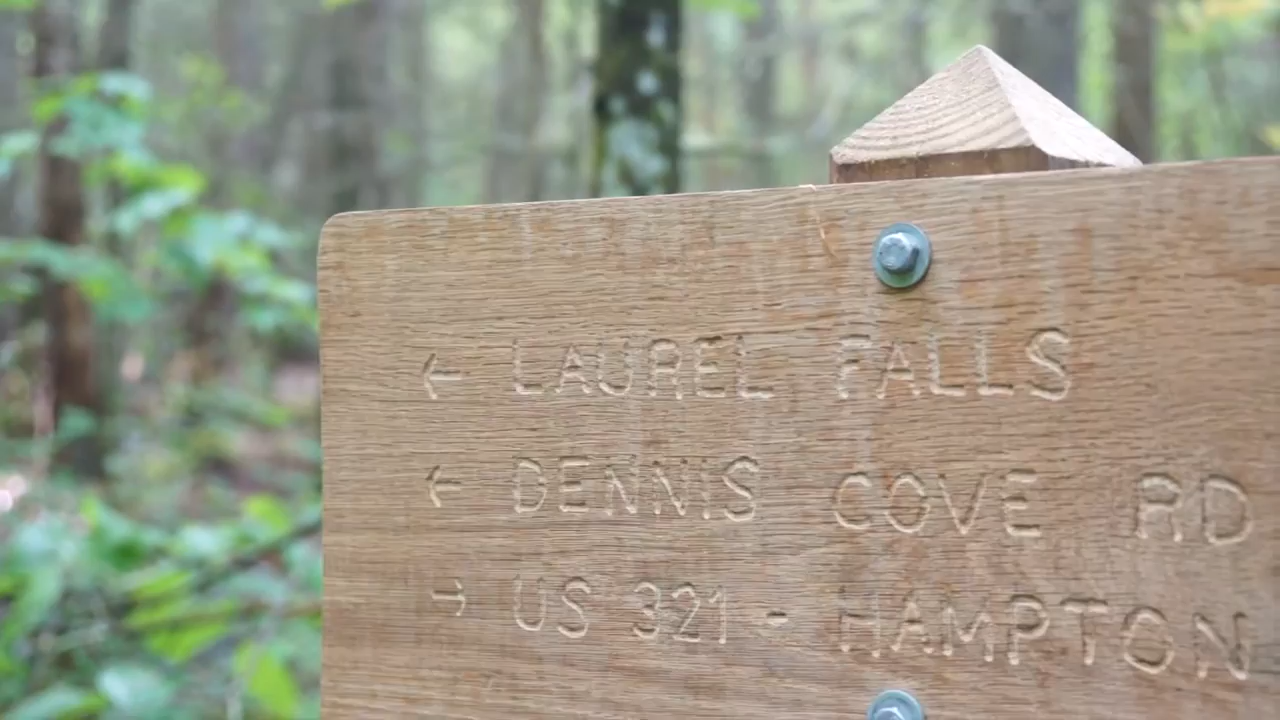 ← LAUREL FALLS
← DENNIS COVE RD
→ US 321 - HAMPTON